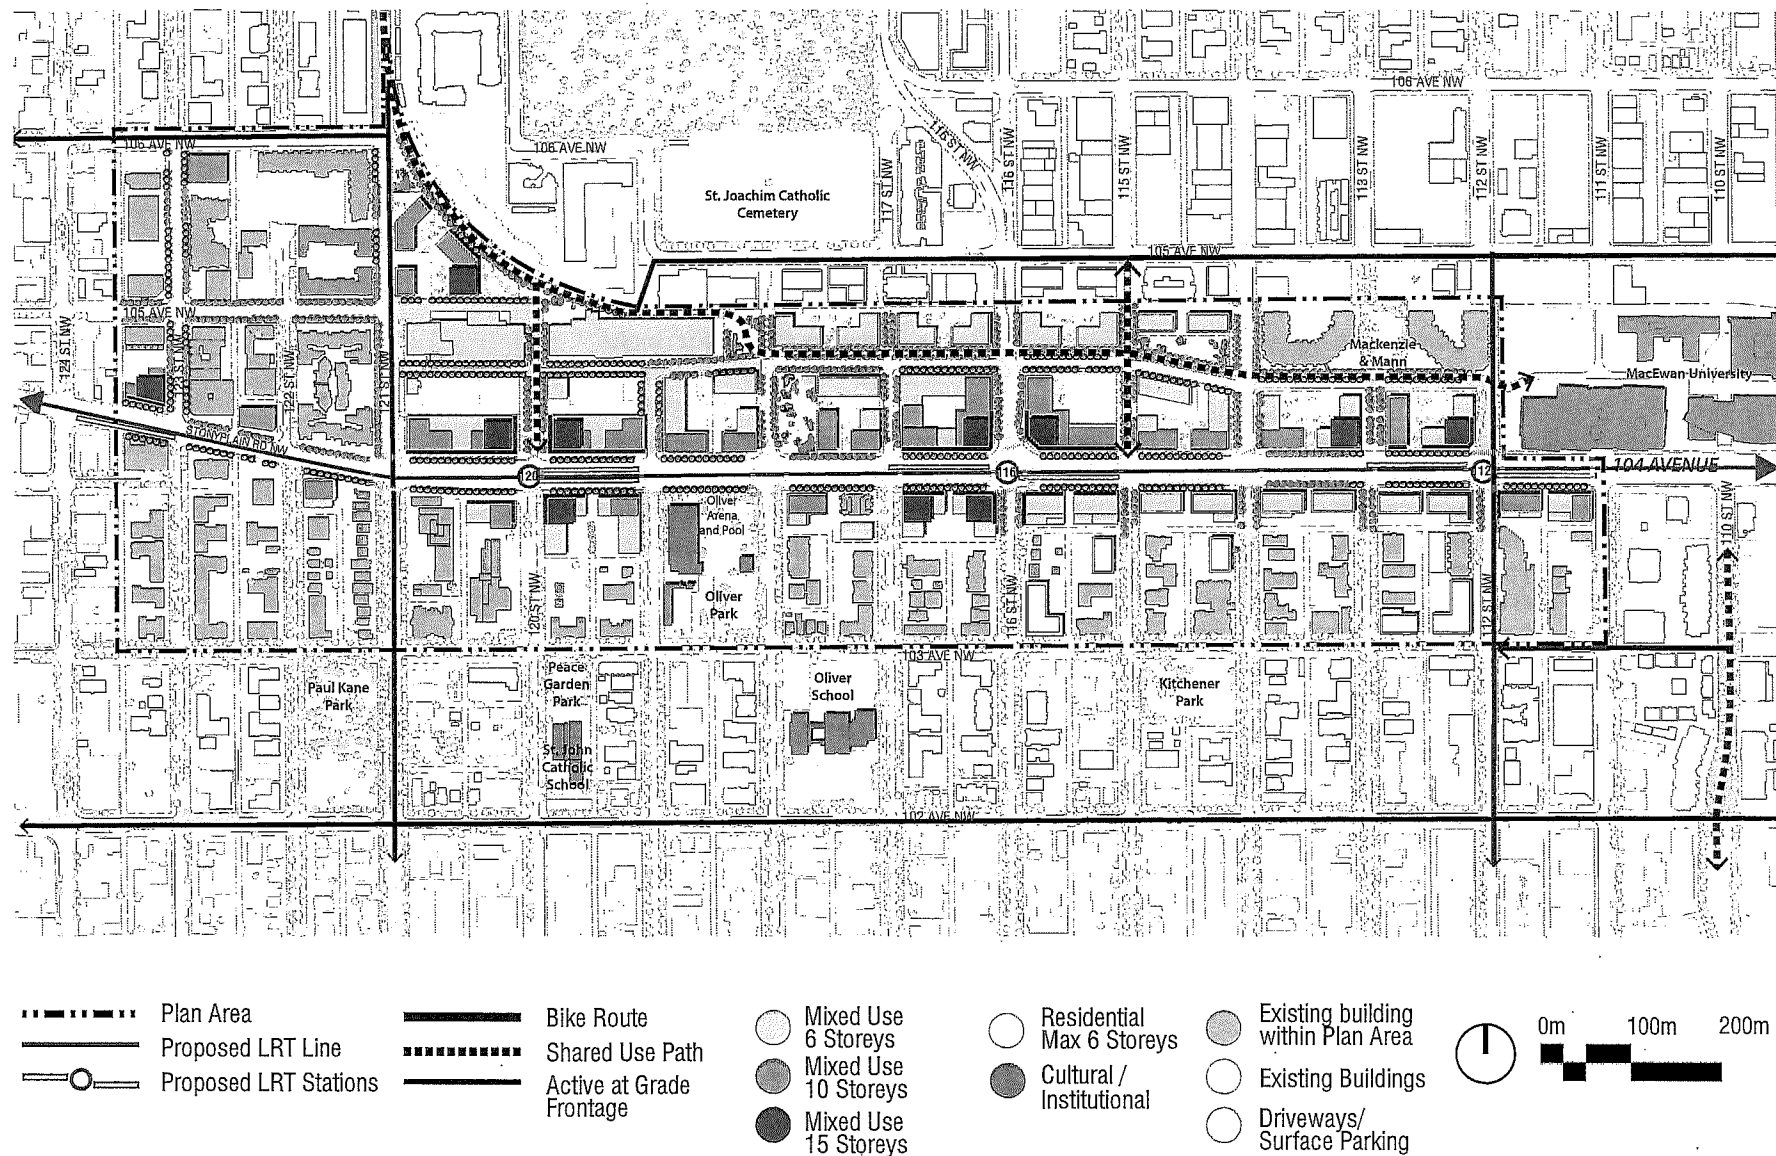 106 AVE NW
106 AVE NW
106 AVE NW
116 ST NW
116 ST NW
115 ST NW
113 ST NW
112 ST NW
111 ST NW
110 ST NW
117 ST NW
St. Joachim Catholic
Cemetery
105 AVE NW
105 AVE NW
124 ST NW
123 ST NW
122 ST NW
121 ST NW
Mackenzie
& Mann
MacEwan University
STONYPLAIN RD NW
120
116
112
104 AVENUE
Oliver
Arena
and Pool
Oliver
Park
120 ST NW
116 ST NW
112 ST NW
110 ST NW
103 AVE NW
Paul Kane
Park
Peace
Garden
Park
St. John
Catholic
School
Oliver
School
Kitchener
Park
102 AVE NW
Plan Area
Proposed LRT Line
Proposed LRT Stations
Bike Route
Shared Use Path
Active at Grade
Frontage
Mixed Use
6 Storeys
Mixed Use
10 Storeys
Mixed Use
15 Storeys
Residential
Max 6 Storeys
Cultural /
Institutional
Existing building
within Plan Area
Existing Buildings
Driveways/
Surface Parking
0m 100m 200m